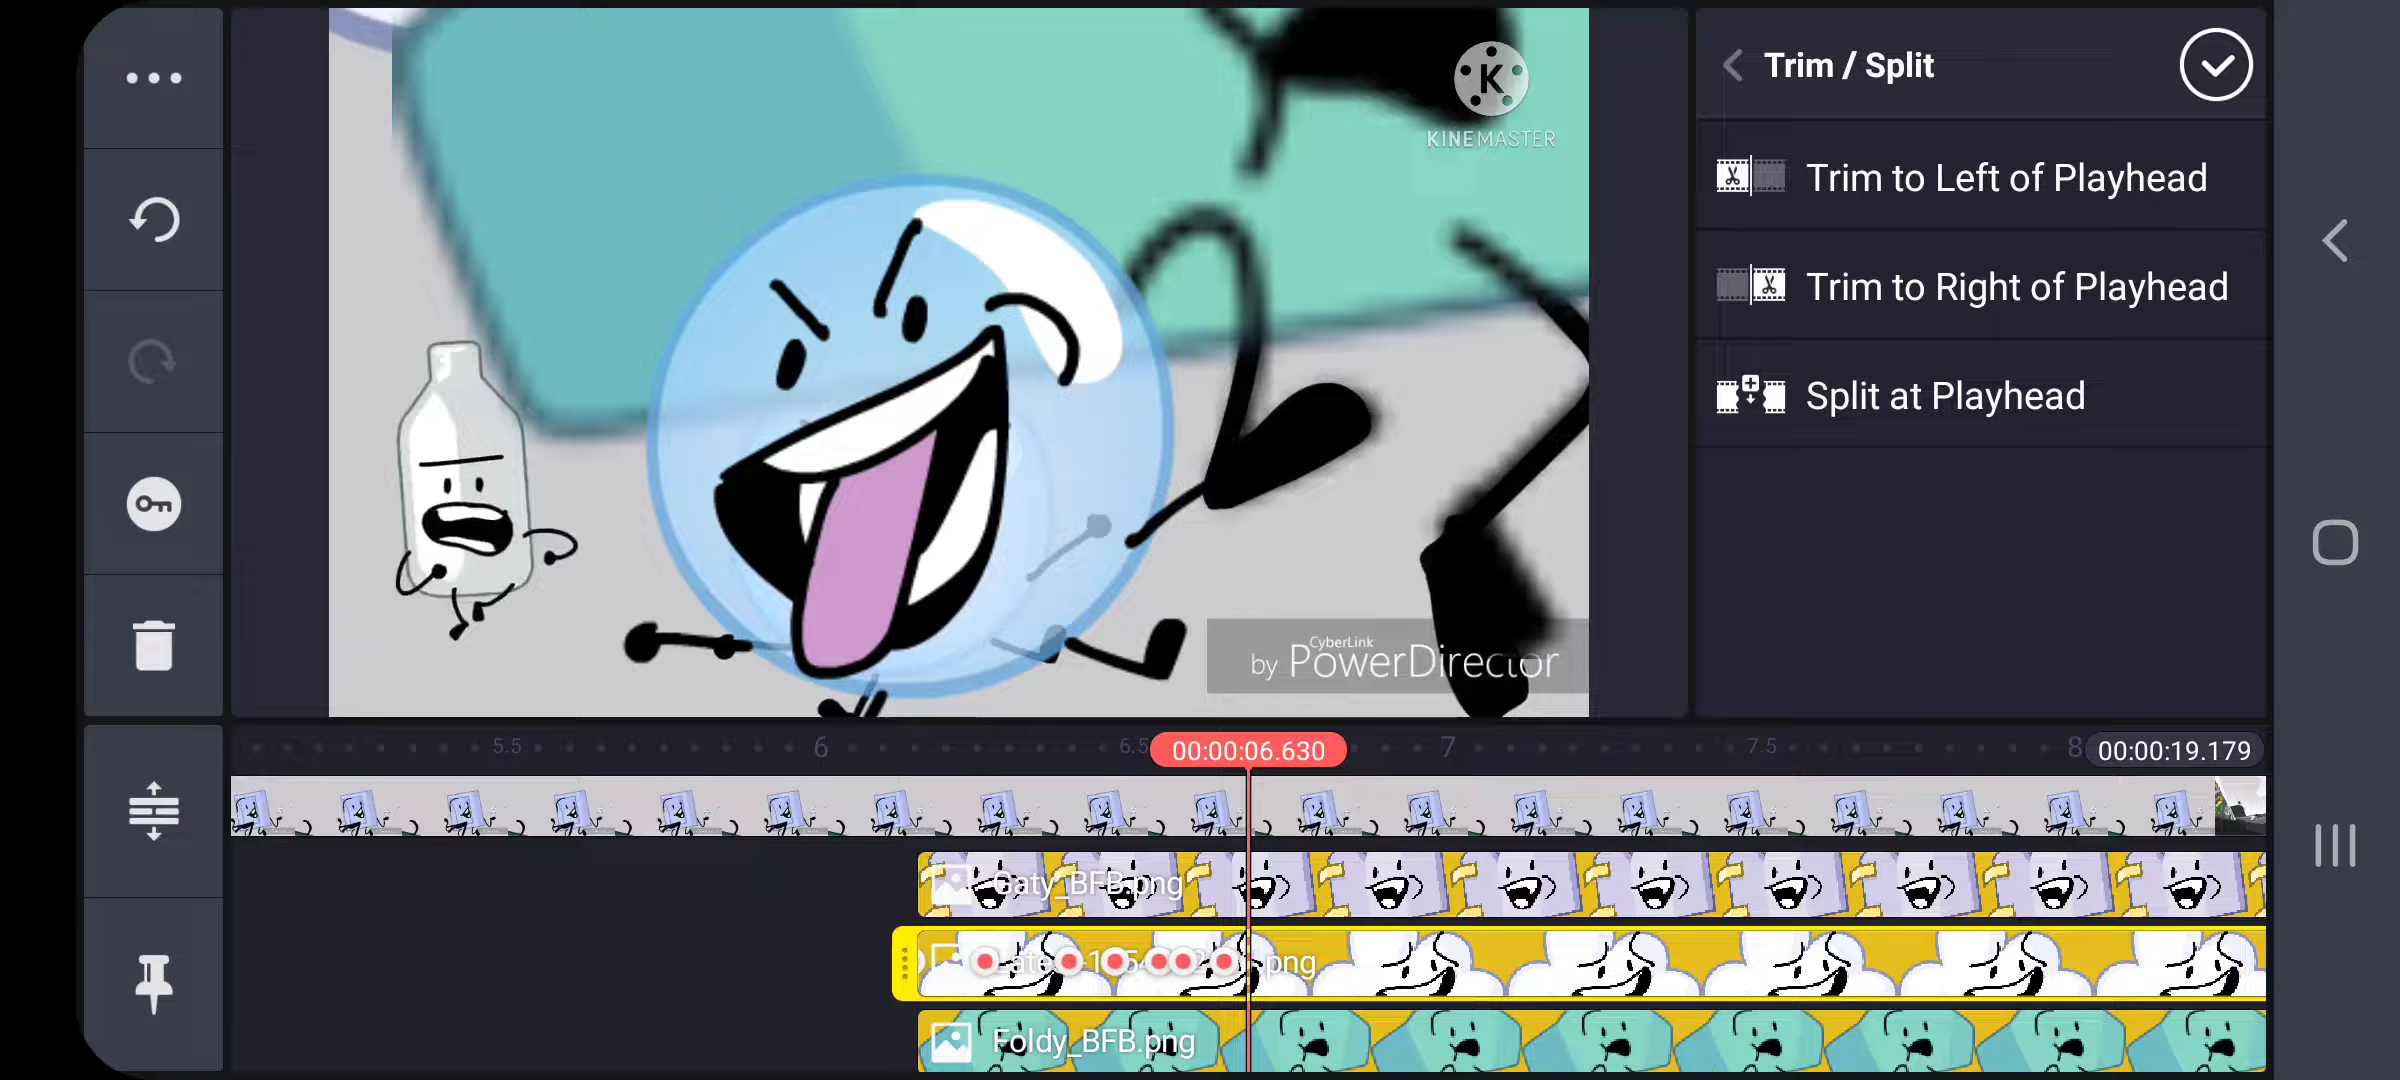 Trim / Split
K
KINEMASTER
Trim to Left of Playhead
Trim to Right of Playhead
Split at Playhead
CyberLink
by PowerDirector
5.5
6
6.5
00:00:06.630
7
7.5
8
00:00:19.179
Gaty_BFB.png
png
Foldy_BFB.png